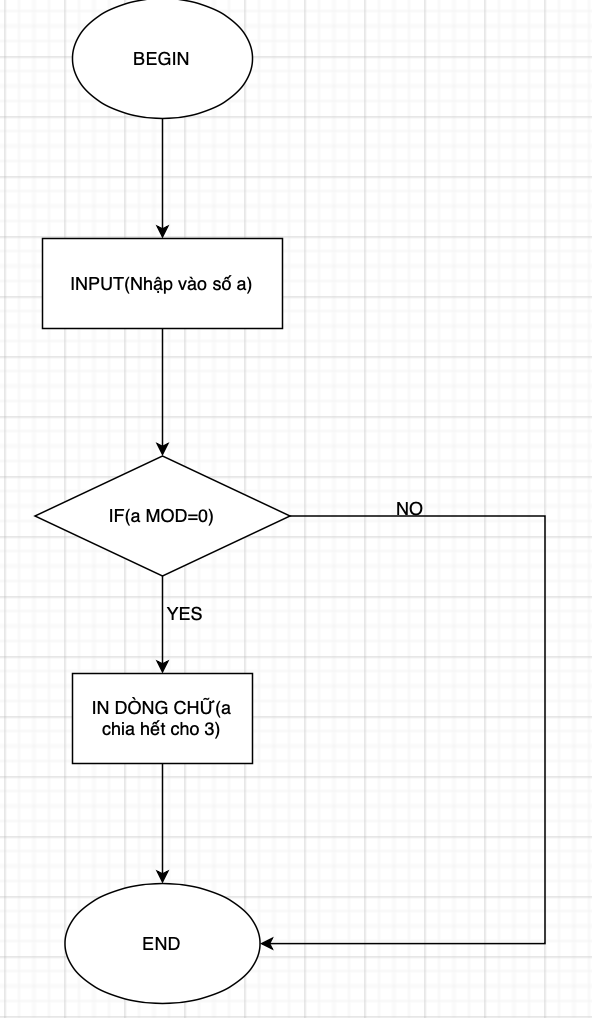 BEGIN
INPUT(Nhập vào số a)
IF(a MOD=0)
NO
YES
IN DÒNG CHỮ(a
chia hết cho 3)
END